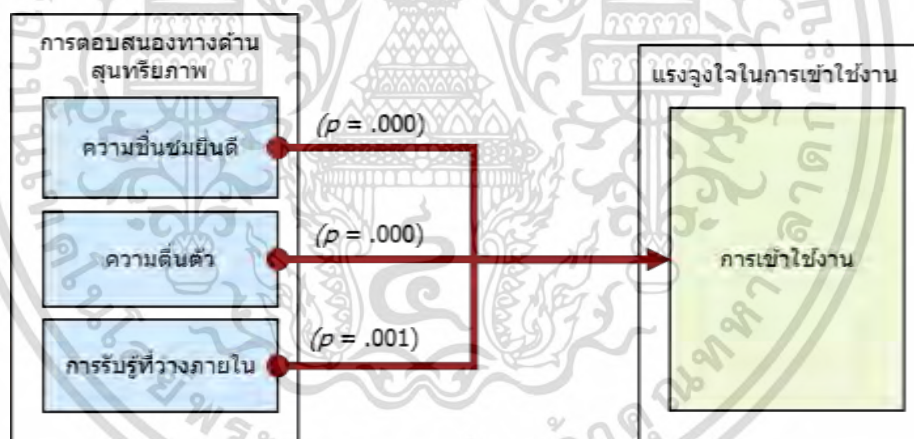 การตอบสนองทางด้าน
สุนทรียภาพ
ความชื่นชมยินดี
(p = .000)
ความตื่นตัว
(p = .000)
การรับรู้ที่ว่างภายใน
(p = .001)
แรงจูงใจในการเข้าใช้งาน
การเข้าใช้งาน